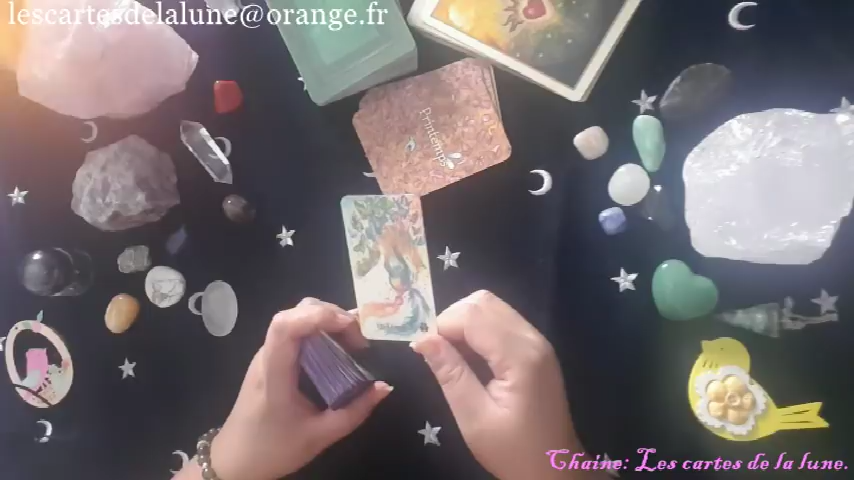 lescartesdelalune@orange.fr
Printemps
Chaine: Les cartes de la lune.